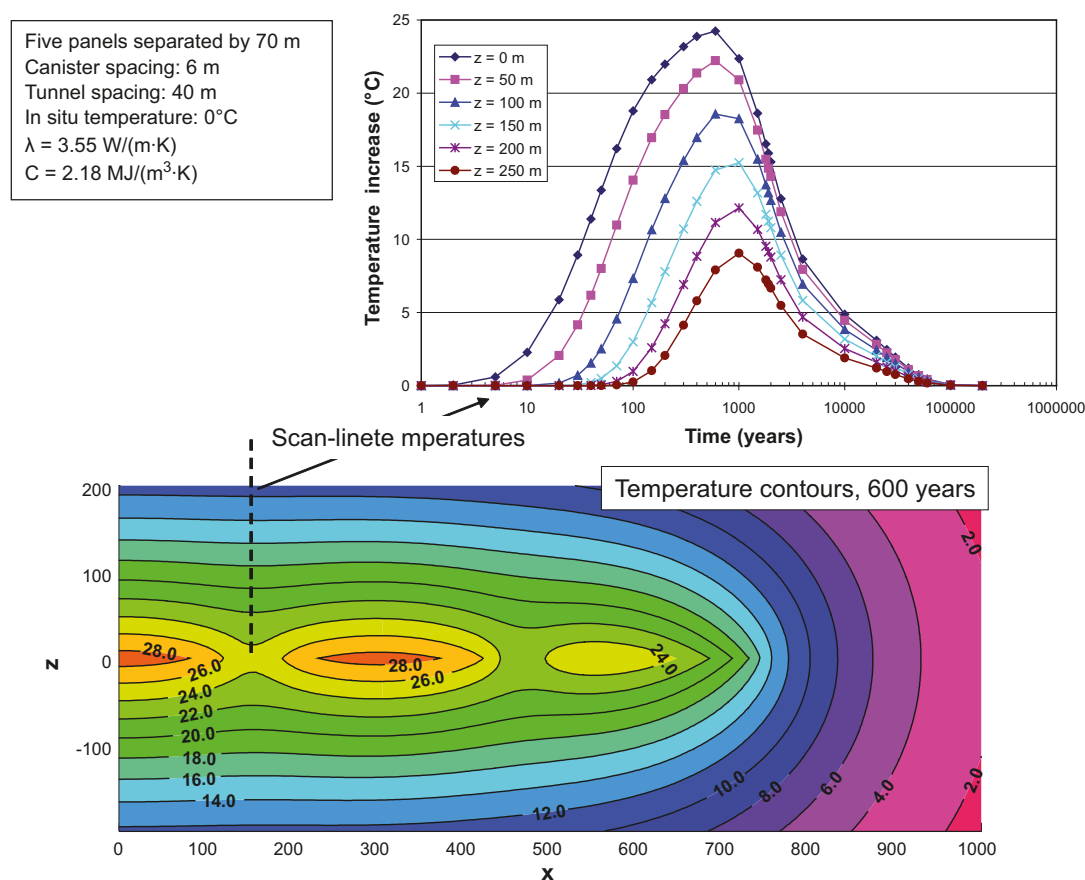 Five panels separated by 70 m
Canister spacing: 6 m
Tunnel spacing: 40 m
In situ temperature: 0°C
λ = 3.55 W/(m·K)
C = 2.18 MJ/(m³·K)
Temperature increase (°C)
25
20
15
10
5
0
z = 0 m
z = 50 m
z = 100 m
z = 150 m
z = 200 m
z = 250 m
1 10 100 1000 10000 100000 1000000
Time (years)
Scan-linete mperatures
Temperature contours, 600 years
z
200
100
0
-100
28.0
26.0
24.0
22.0
20.0
18.0
16.0
14.0
28.0
26.0
24.0
12.0
10.0
8.0
6.0
4.0
2.0
2.0
0 100 200 300 400 500 600 700 800 900 1000
x